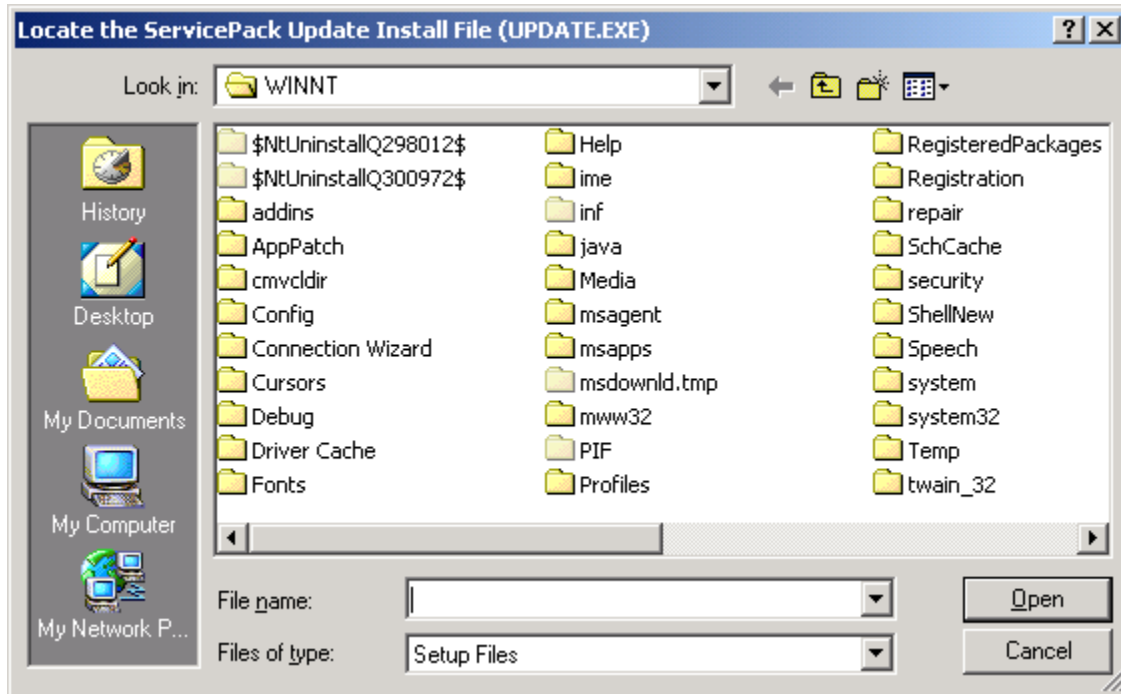 Locate the ServicePack Update Install File (UPDATE.EXE)
Look in: WINNT
History
Desktop
My Documents
My Computer
My Network P...
$NtUninstallQ298012$
$NtUninstallQ300972$
addins
AppPatch
cmvcldir
Config
Connection Wizard
Cursors
Debug
Driver Cache
Fonts
Help
ime
inf
java
Media
msagent
msapps
msdownld.tmp
mww32
PIF
Profiles
RegisteredPackages
Registration
repair
SchCache
security
ShellNew
Speech
system
system32
Temp
twain_32
File name:
Open
Files of type: Setup Files
Cancel